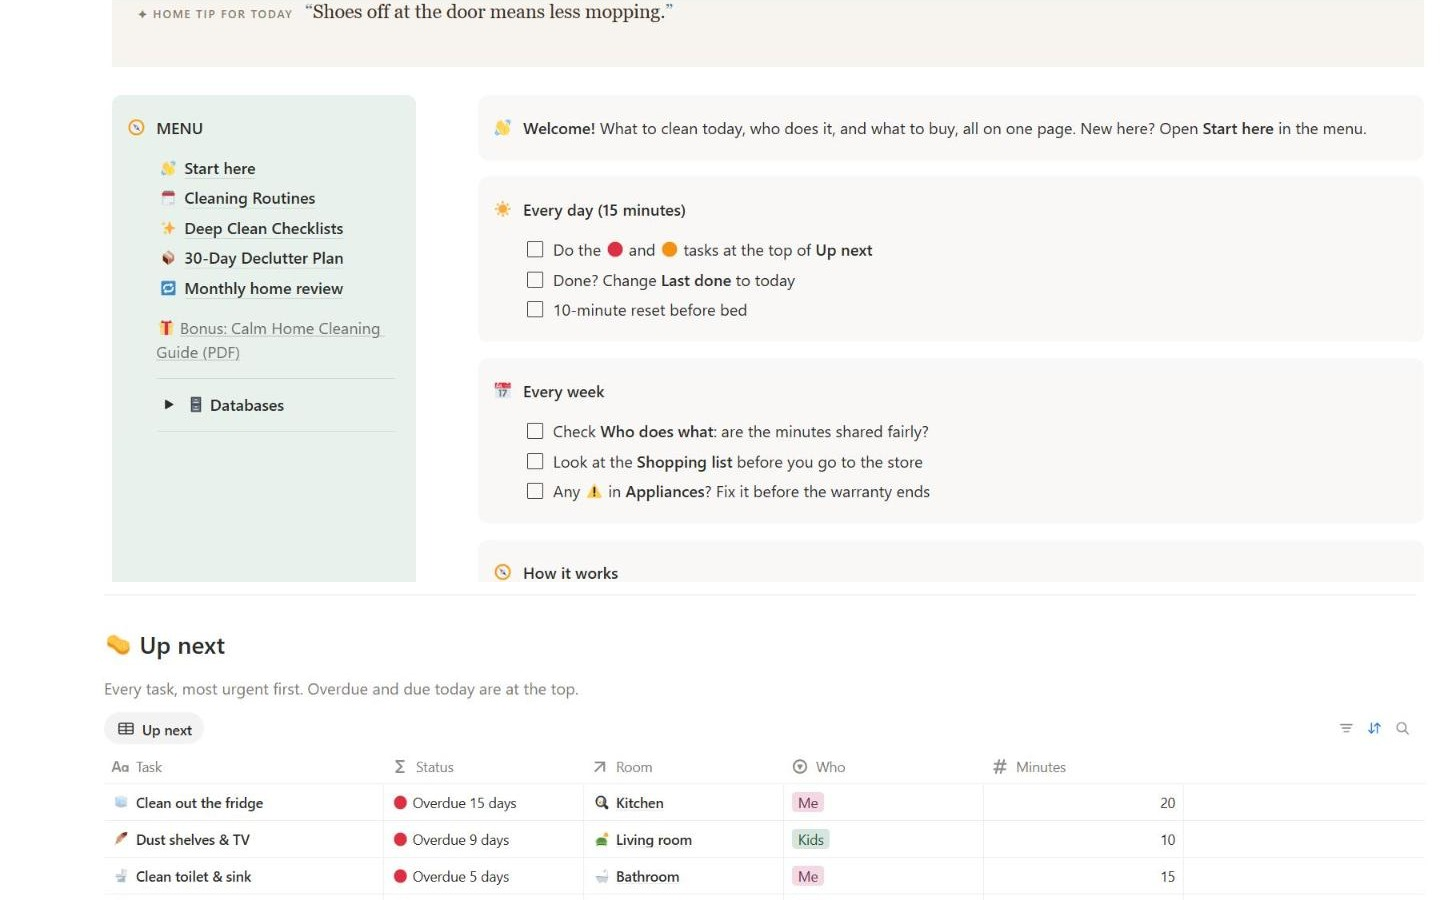 ✦ HOME TIP FOR TODAY “Shoes off at the door means less mopping.”
MENU
Start here
Cleaning Routines
Deep Clean Checklists
30-Day Declutter Plan
Monthly home review
Bonus: Calm Home Cleaning
Guide (PDF)
Databases
Welcome! What to clean today, who does it, and what to buy, all on one page. New here? Open Start here in the menu.
Every day (15 minutes)
Do the 🔴 and 🟠 tasks at the top of Up next
Done? Change Last done to today
10-minute reset before bed
Every week
Check Who does what: are the minutes shared fairly?
Look at the Shopping list before you go to the store
Any ⚠️ in Appliances? Fix it before the warranty ends
How it works
Up next
Every task, most urgent first. Overdue and due today are at the top.
Up next
Aa Task Σ Status Room Who # Minutes
Clean out the fridge Overdue 15 days Kitchen Me 20
Dust shelves & TV Overdue 9 days Living room Kids 10
Clean toilet & sink Overdue 5 days Bathroom Me 15